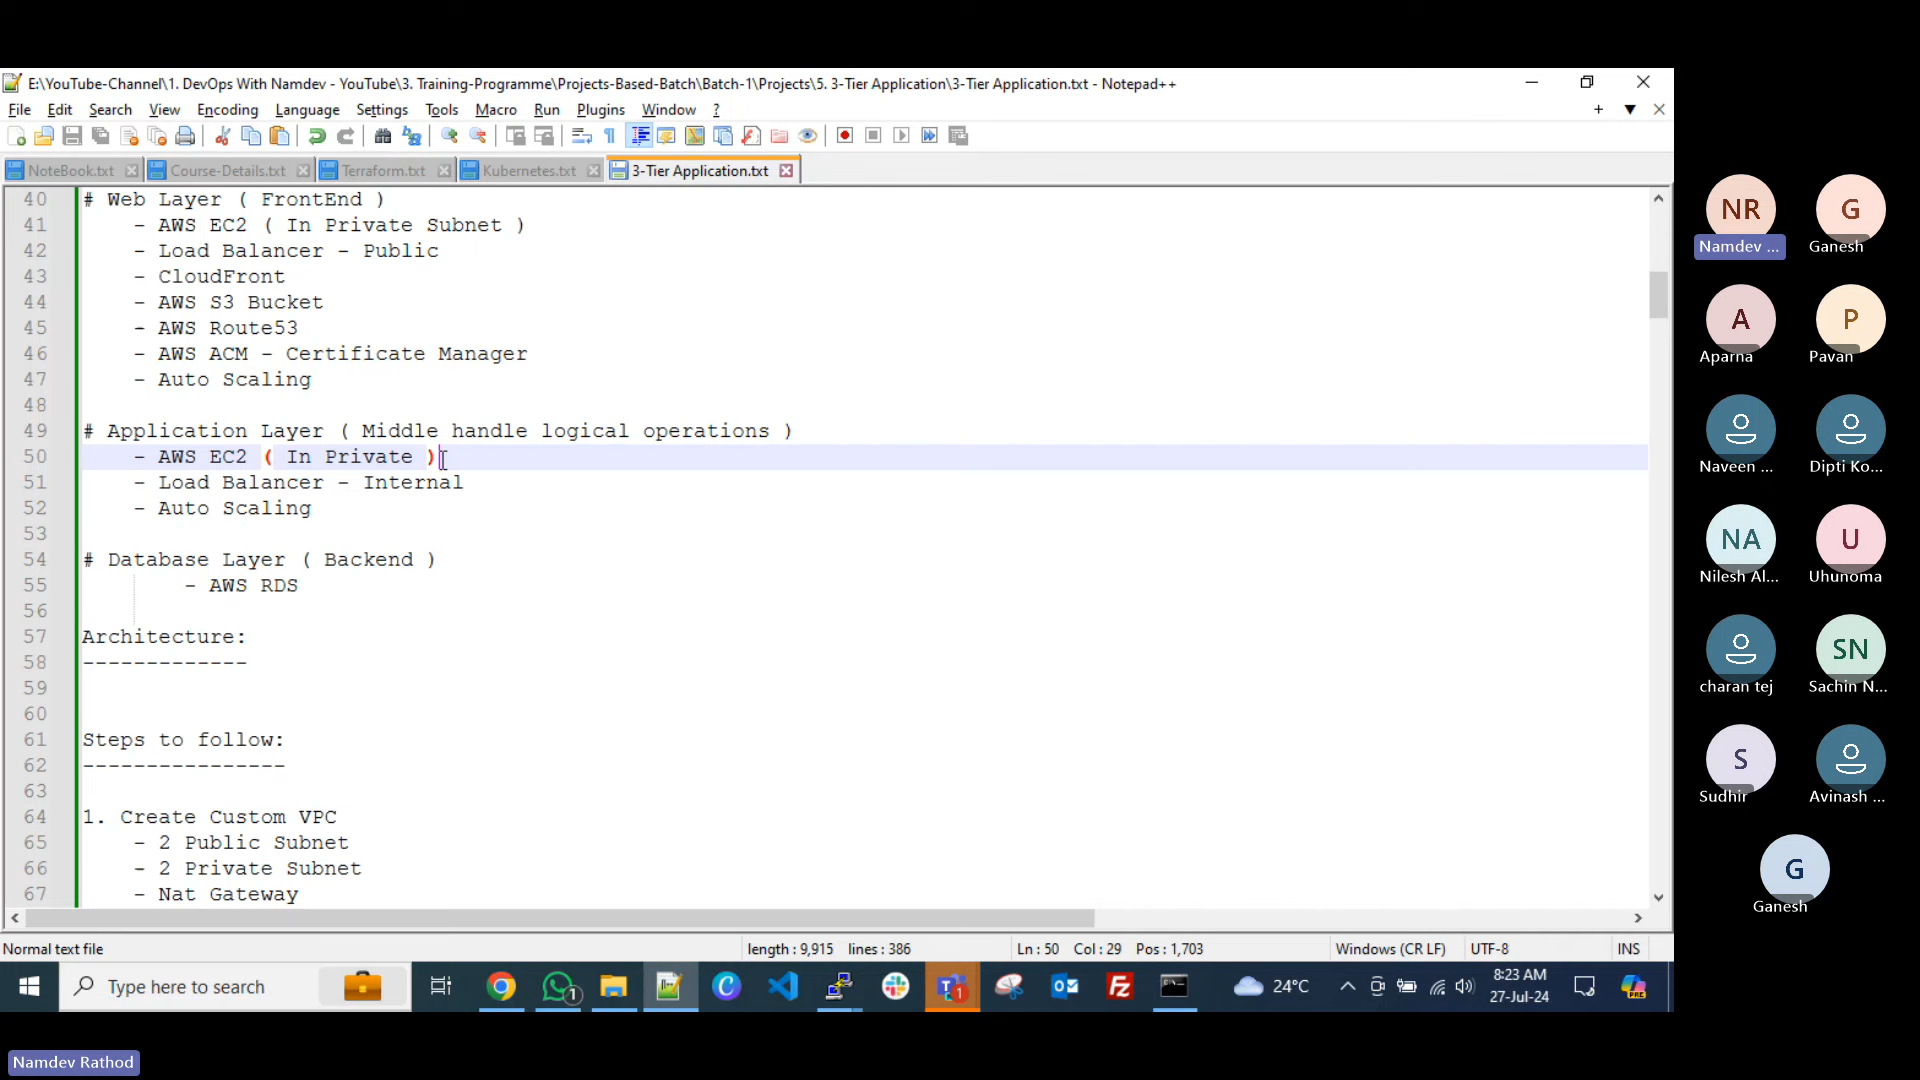 E:\YouTube-Channel\1. DevOps With Namdev - YouTube\3. Training-Programme\Projects-Based-Batch\Batch-1\Projects\5. 3-Tier Application\3-Tier Application.txt - Notepad++
File Edit Search View Encoding Language Settings Tools Macro Run Plugins Window ?
NoteBook.txt Course-Details.txt Terraform.txt Kubernetes.txt 3-Tier Application.txt
40 # Web Layer ( FrontEnd )
41 - AWS EC2 ( In Private Subnet )
42 - Load Balancer - Public
43 - CloudFront
44 - AWS S3 Bucket
45 - AWS Route53
46 - AWS ACM - Certificate Manager
47 - Auto Scaling
48
49 # Application Layer ( Middle handle logical operations )
50 - AWS EC2 ( In Private )
51 - Load Balancer - Internal
52 - Auto Scaling
53
54 # Database Layer ( Backend )
55 - AWS RDS
56
57 Architecture:
58 -------------
59
60
61 Steps to follow:
62 ----------------
63
64 1. Create Custom VPC
65 - 2 Public Subnet
66 - 2 Private Subnet
67 - Nat Gateway
Normal text file length : 9,915 lines : 386 Ln : 50 Col : 29 Pos : 1,703 Windows (CR LF) UTF-8 INS
Type here to search
1
1
24°C
PRE
8:23 AM
27-Jul-24
NR G
Namdev ... Ganesh
A P
Aparna Pavan
Naveen ... Dipti Ko...
NA U
Nilesh Al... Uhunoma
SN
charan tej Sachin N...
S
Sudhir Avinash ...
G
Ganesh
Namdev Rathod